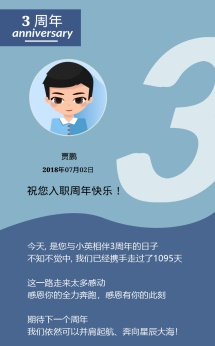 3 周年
anniversary
3
贾鹏
2018年07月02日
祝您入职周年快乐！
今天, 是您与小英相伴3周年的日子
不知不觉中, 我们已经携手走过了1095天
这一路走来太多感动
感恩你的全力奔跑，感恩有你的此刻
期待下一个周年
我们依然可以并肩起航、奔向星辰大海！